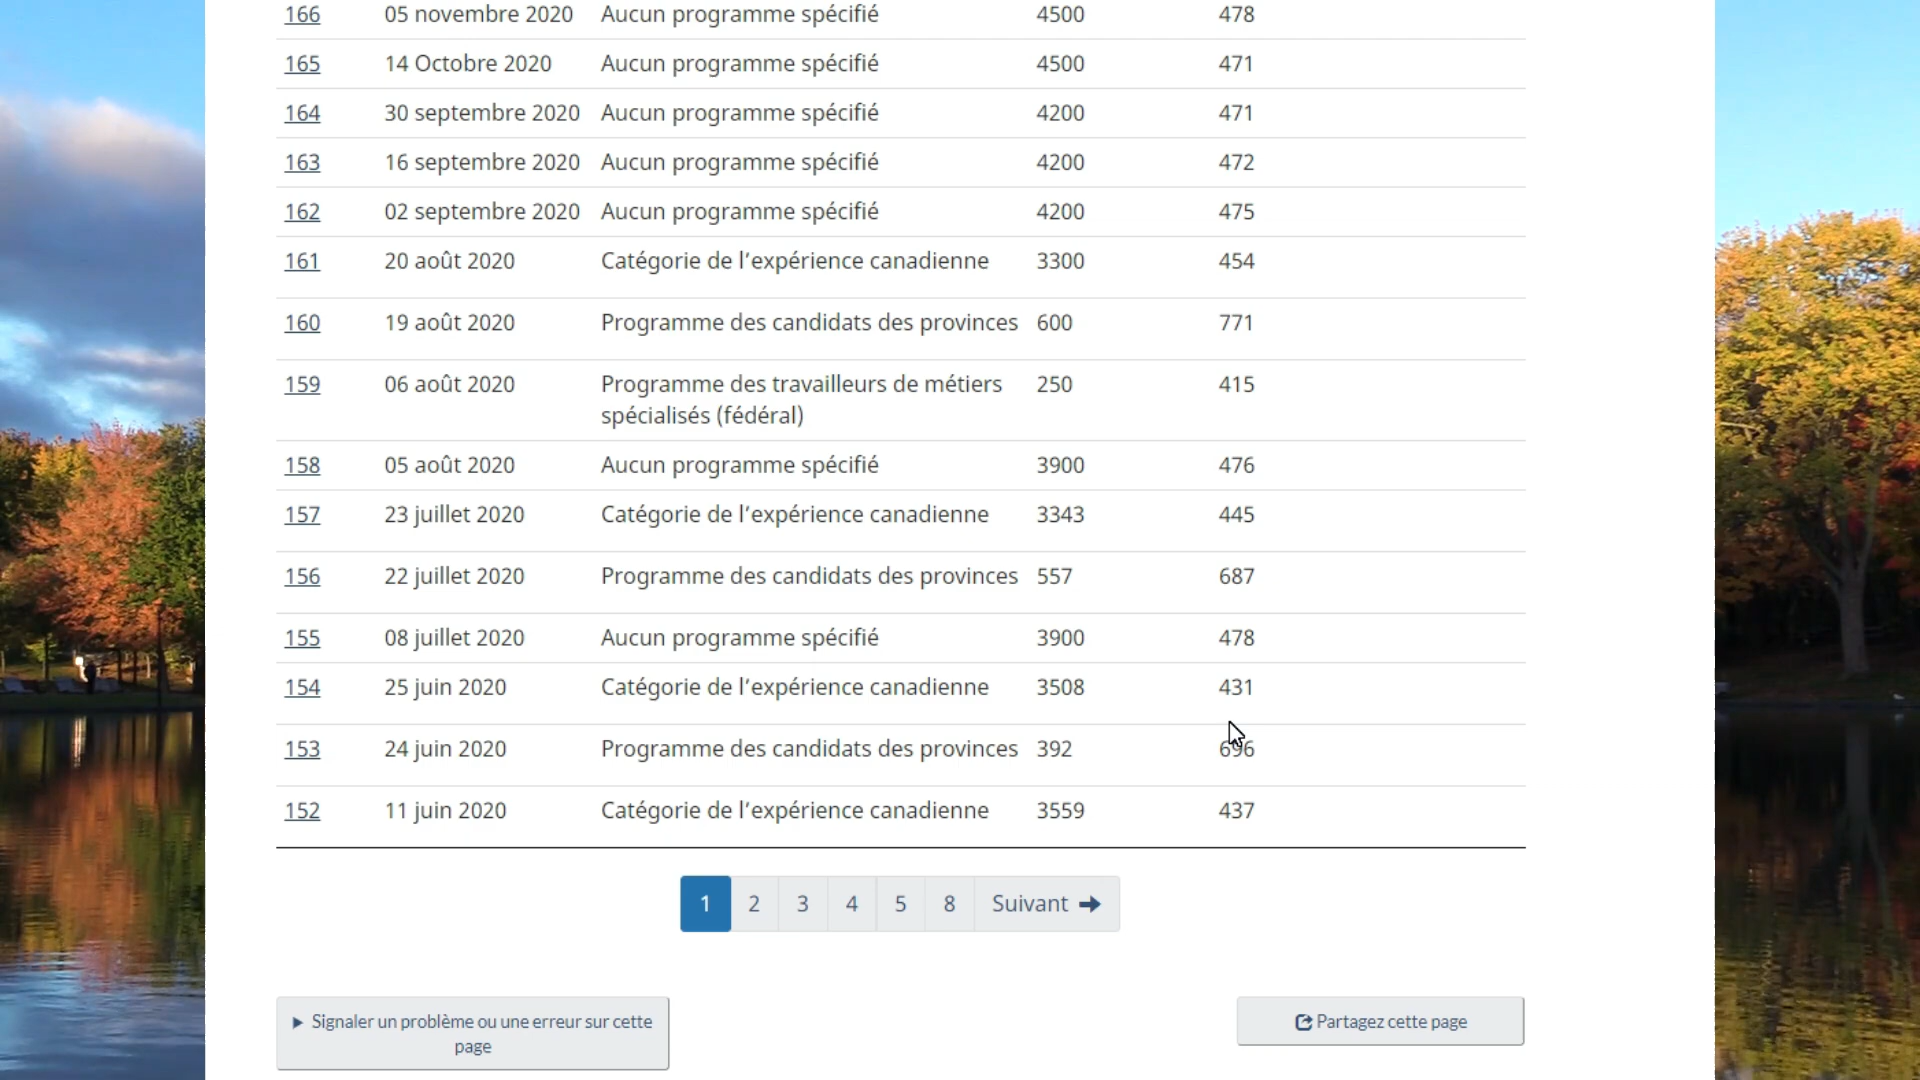 166 05 novembre 2020 Aucun programme spécifié 4500 478
165 14 Octobre 2020 Aucun programme spécifié 4500 471
164 30 septembre 2020 Aucun programme spécifié 4200 471
163 16 septembre 2020 Aucun programme spécifié 4200 472
162 02 septembre 2020 Aucun programme spécifié 4200 475
161 20 août 2020 Catégorie de l’expérience canadienne 3300 454
160 19 août 2020 Programme des candidats des provinces 600 771
159 06 août 2020 Programme des travailleurs de métiers 250 415
spécialisés (fédéral)
158 05 août 2020 Aucun programme spécifié 3900 476
157 23 juillet 2020 Catégorie de l’expérience canadienne 3343 445
156 22 juillet 2020 Programme des candidats des provinces 557 687
155 08 juillet 2020 Aucun programme spécifié 3900 478
154 25 juin 2020 Catégorie de l’expérience canadienne 3508 431
153 24 juin 2020 Programme des candidats des provinces 392 696
152 11 juin 2020 Catégorie de l’expérience canadienne 3559 437
1 2 3 4 5 8 Suivant
Signaler un problème ou une erreur sur cette
page
Partagez cette page